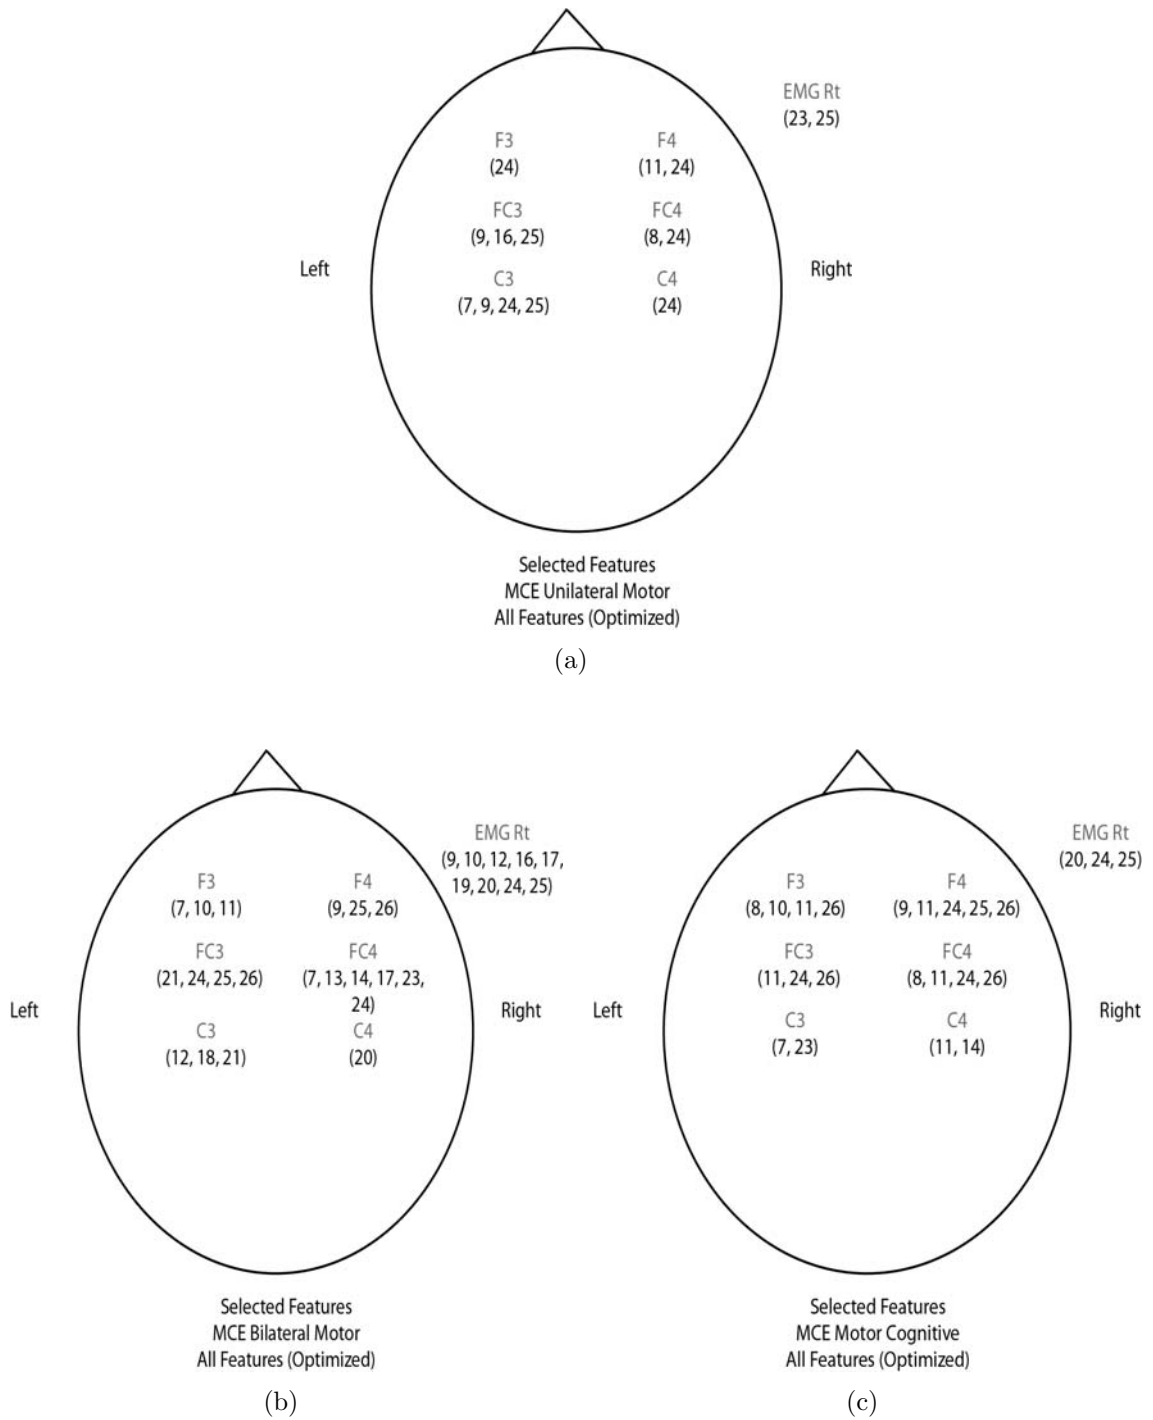 EMG Rt
(23, 25)
F3
F4
(24)
(11, 24)
FC3
FC4
(9, 16, 25)
(8, 24)
Left
Right
C3
C4
(7, 9, 24, 25)
(24)
Selected Features
MCE Unilateral Motor
All Features (Optimized)
(a)
EMG Rt
(9, 10, 12, 16, 17,
19, 20, 24, 25)
F3
F4
(7, 10, 11)
(9, 25, 26)
FC3
FC4
(21, 24, 25, 26)
(7, 13, 14, 17, 23,
24)
Left
Right
C3
C4
(12, 18, 21)
(20)
Selected Features
MCE Bilateral Motor
All Features (Optimized)
(b)
EMG Rt
(20, 24, 25)
F3
F4
(8, 10, 11, 26)
(9, 11, 24, 25, 26)
FC3
FC4
(11, 24, 26)
(8, 11, 24, 26)
Left
Right
C3
C4
(7, 23)
(11, 14)
Selected Features
MCE Motor Cognitive
All Features (Optimized)
(c)